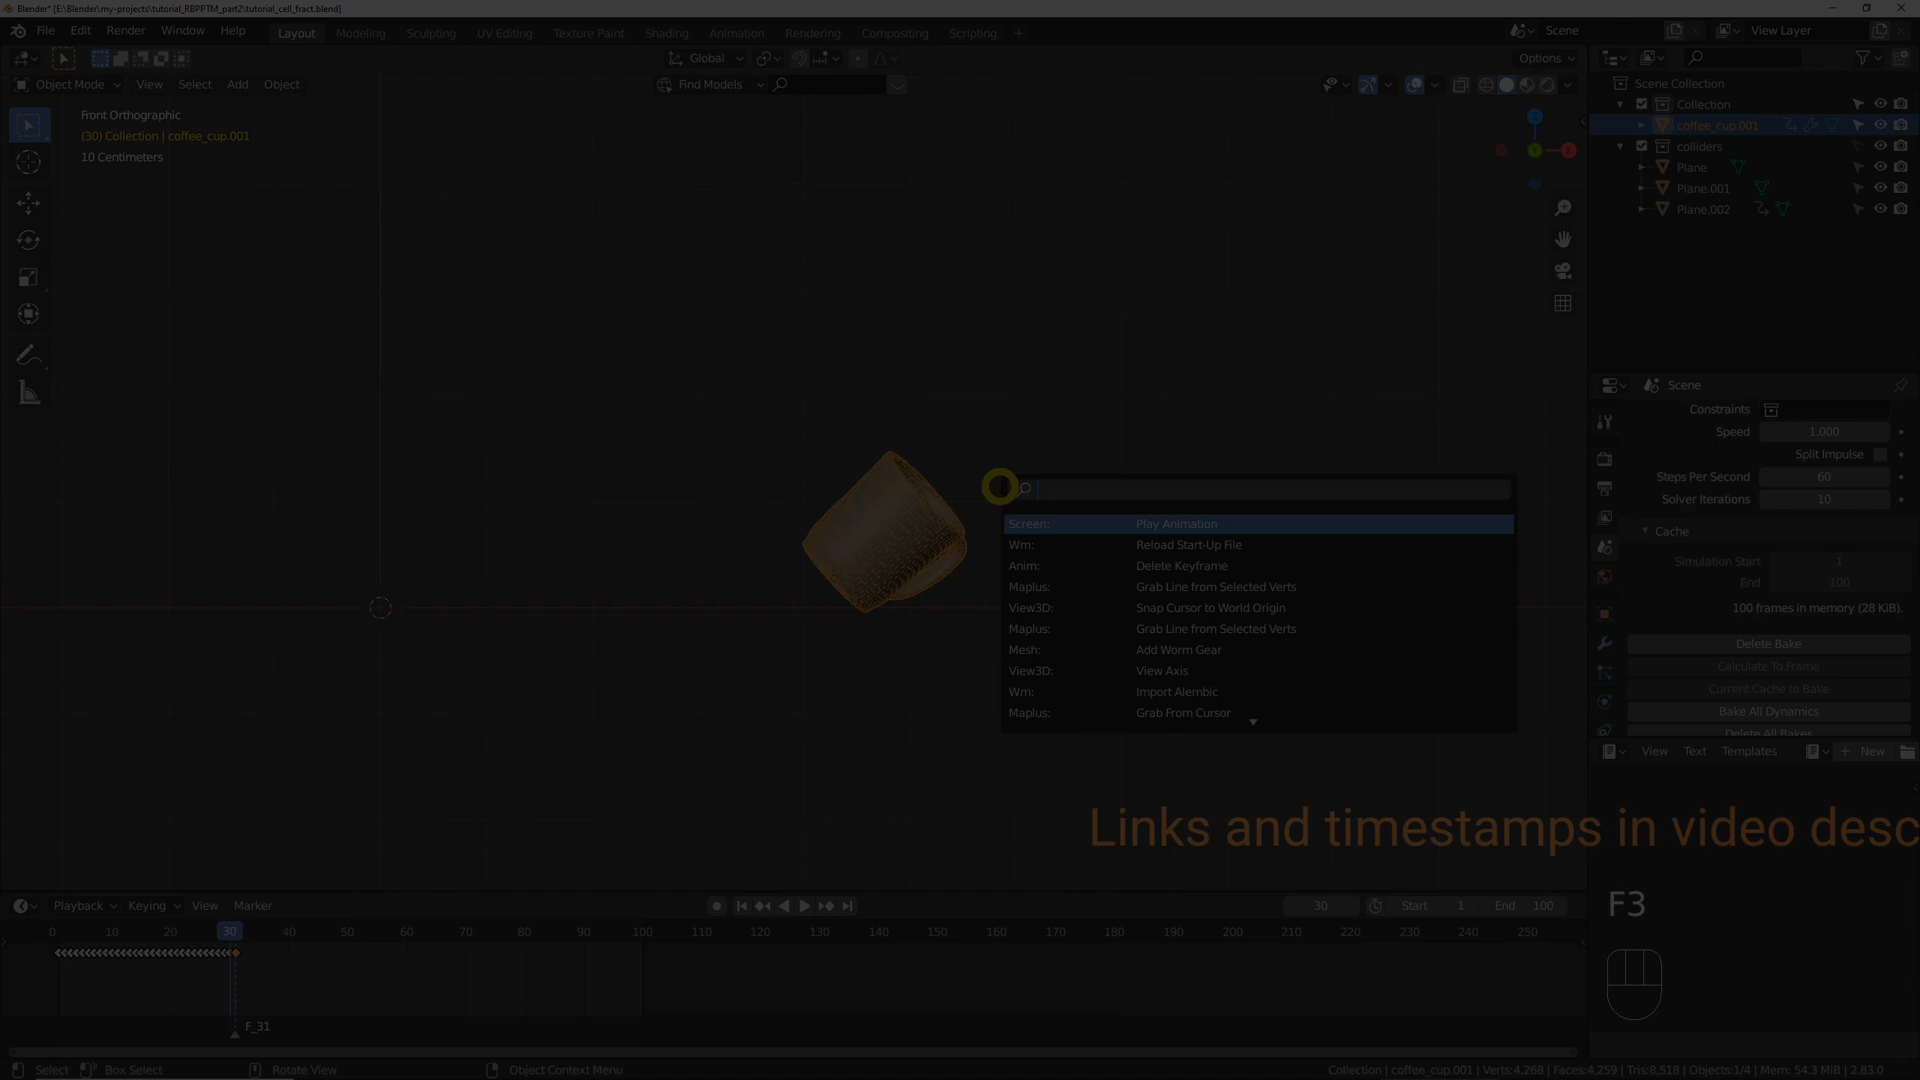 Blender* [E:\Blender\my-projects\tutorial_RBPPTM_part2\tutorial_cell_fract.blend]
File Edit Render Window Help Layout Modeling Sculpting UV Editing Texture Paint Shading Animation Rendering Compositing Scripting + Scene View Layer
Global Options
Object Mode View Select Add Object Find Models
Scene Collection
Collection
coffee_cup.001
colliders
Plane
Plane.001
Plane.002
Front Orthographic
(30) Collection | coffee_cup.001
10 Centimeters
Z
Y
X
Scene
Constraints
Speed 1.000
Split Impulse
Steps Per Second 60
Solver Iterations 10
Cache
Simulation Start 1
End 100
100 frames in memory (28 KiB).
Delete Bake
Calculate To Frame
Current Cache to Bake
Bake All Dynamics
Delete All Bakes
View Text Templates + New
Screen: Play Animation
Wm: Reload Start-Up File
Anim: Delete Keyframe
Maplus: Grab Line from Selected Verts
View3D: Snap Cursor to World Origin
Maplus: Grab Line from Selected Verts
Mesh: Add Worm Gear
View3D: View Axis
Wm: Import Alembic
Maplus: Grab From Cursor
Links and timestamps in video desc
F3
Playback Keying View Marker 30 Start 1 End 100
0 10 20 30 40 50 60 70 80 90 100 110 120 130 140 150 160 170 180 190 200 210 220 230 240 250
F_31
Select Box Select Rotate View Object Context Menu Collection | coffee_cup.001 | Verts:4,268 | Faces:4,259 | Tris:8,518 | Objects:1/4 | Mem: 54.3 MiB | 2.83.0